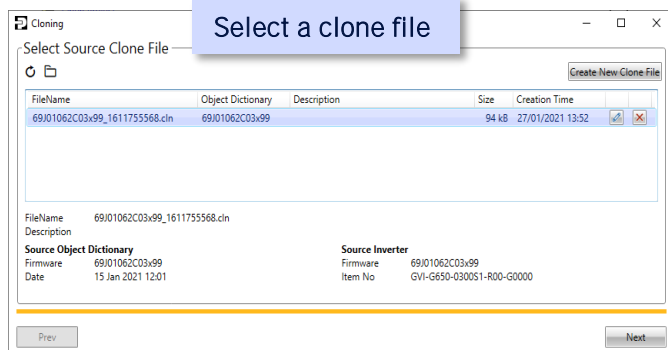 Cloning
Select a clone file
Select Source Clone File
Create New Clone File
FileName Object Dictionary Description Size Creation Time
69J01062C03x99_1611755568.cln 69J01062C03x99 94 kB 27/01/2021 13:52
FileName 69J01062C03x99_1611755568.cln
Description
Source Object Dictionary Source Inverter
Firmware 69J01062C03x99 Firmware 69J01062C03x99
Date 15 Jan 2021 12:01 Item No GVI-G650-0300S1-R00-G0000
Prev Next